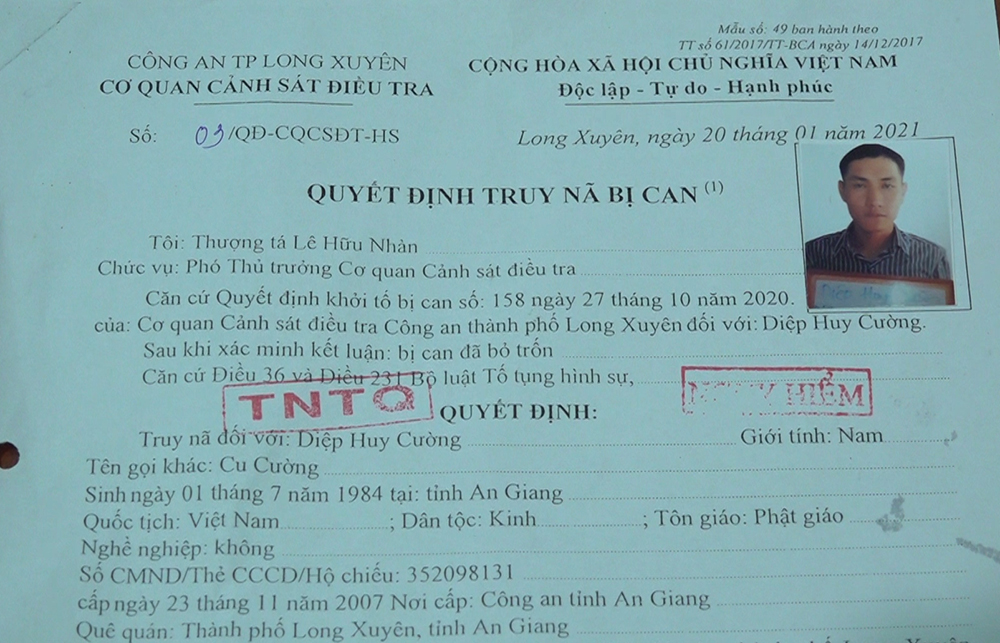 Mẫu số: 49 ban hành theo
TT số 61/2017/TT-BCA ngày 14/12/2017
CÔNG AN TP LONG XUYÊN
CỘNG HÒA XÃ HỘI CHỦ NGHĨA VIỆT NAM
CƠ QUAN CẢNH SÁT ĐIỀU TRA
Độc lập - Tự do - Hạnh phúc
Số: 03/QĐ-CQCSĐT-HS
Long Xuyên, ngày 20 tháng 01 năm 2021
QUYẾT ĐỊNH TRUY NÃ BỊ CAN (1)
Tôi: Thượng tá Lê Hữu Nhản
Chức vụ: Phó Thủ trưởng Cơ quan Cảnh sát điều tra
Diệp Huy
Căn cứ Quyết định khởi tố bị can số: 158 ngày 27 tháng 10 năm 2020.
của: Cơ quan Cảnh sát điều tra Công an thành phố Long Xuyên đối với: Diệp Huy Cường.
Sau khi xác minh kết luận: bị can đã bỏ trốn
Căn cứ Điều 36 và Điều 231 Bộ luật Tố tụng hình sự,
TNTQ
NGUY HIỂM
QUYẾT ĐỊNH:
Truy nã đối với: Diệp Huy Cường Giới tính: Nam
Tên gọi khác: Cu Cường
Sinh ngày 01 tháng 7 năm 1984 tại: tỉnh An Giang
Quốc tịch: Việt Nam ; Dân tộc: Kinh ; Tôn giáo: Phật giáo
Nghề nghiệp: không
Số CMND/Thẻ CCCD/Hộ chiếu: 352098131
cấp ngày 23 tháng 11 năm 2007 Nơi cấp: Công an tỉnh An Giang
Quê quán: Thành phố Long Xuyên, tỉnh An Giang